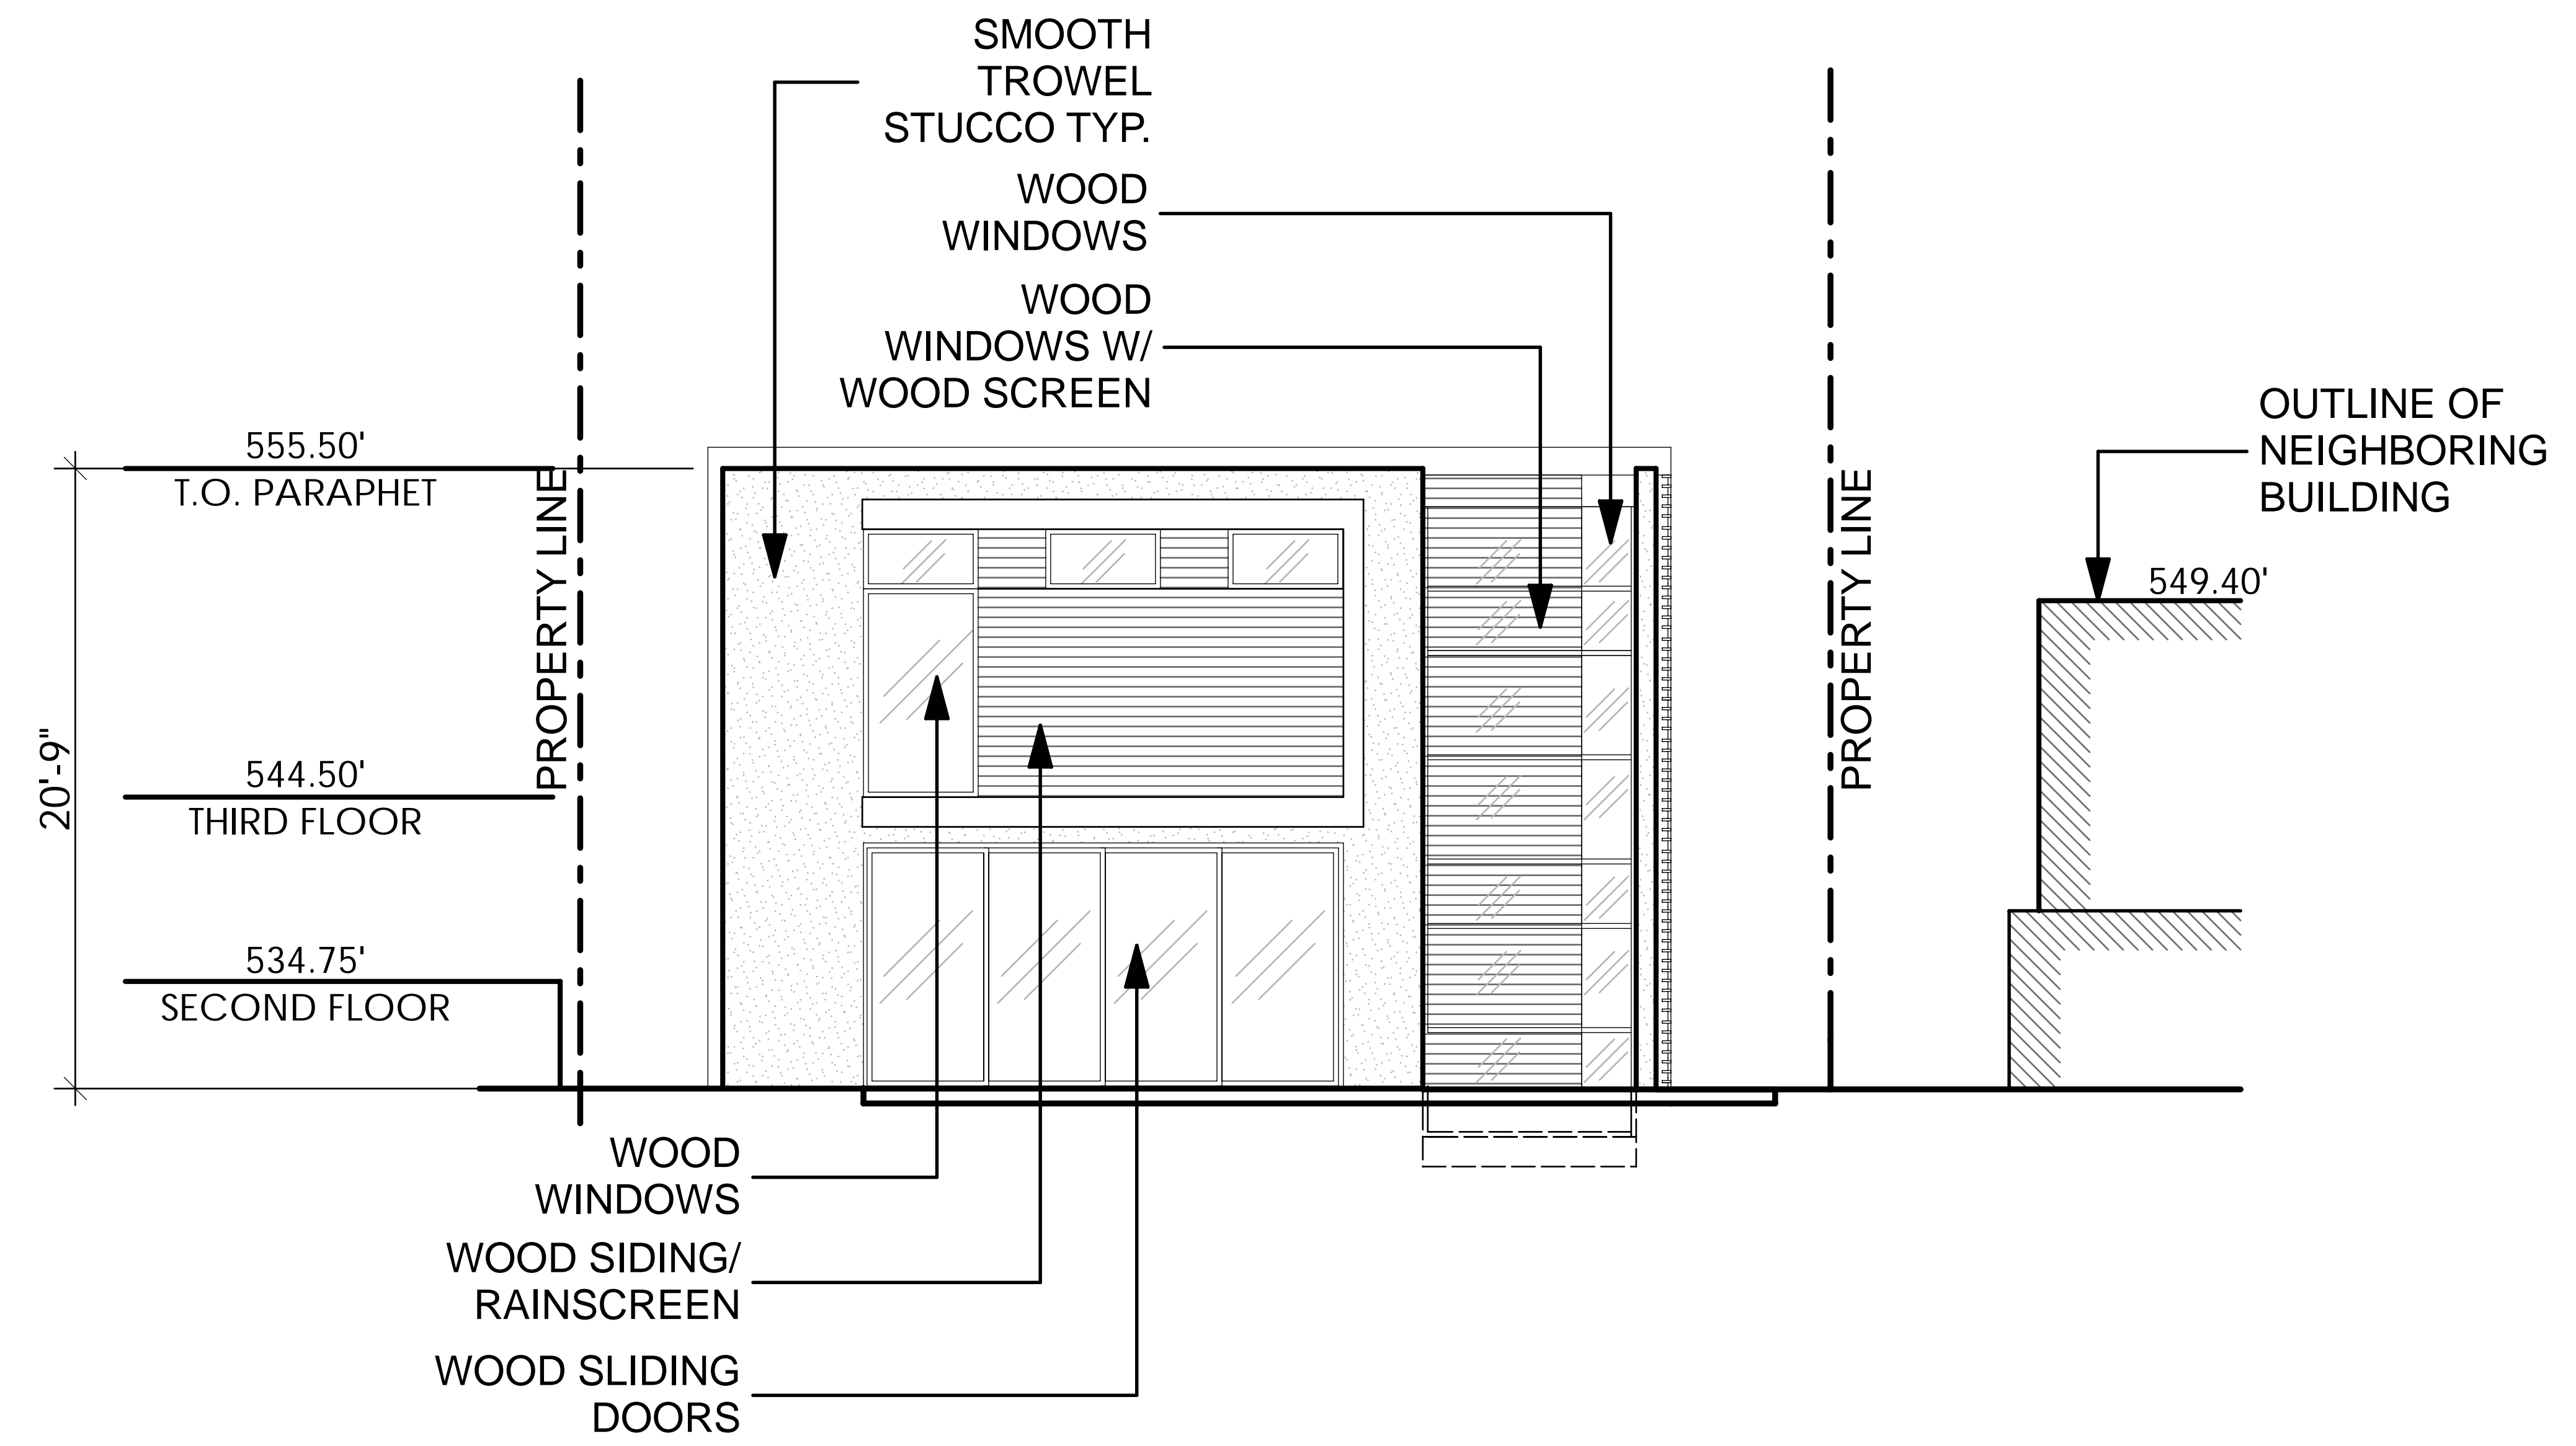 SMOOTH
TROWEL
STUCCO TYP.
WOOD
WINDOWS
WOOD
WINDOWS W/
WOOD SCREEN
OUTLINE OF
NEIGHBORING
BUILDING
549.40'
555.50'
T.O. PARAPHET
PROPERTY LINE
PROPERTY LINE
20'-9"
544.50'
THIRD FLOOR
534.75'
SECOND FLOOR
WOOD
WINDOWS
WOOD SIDING/
RAINSCREEN
WOOD SLIDING
DOORS